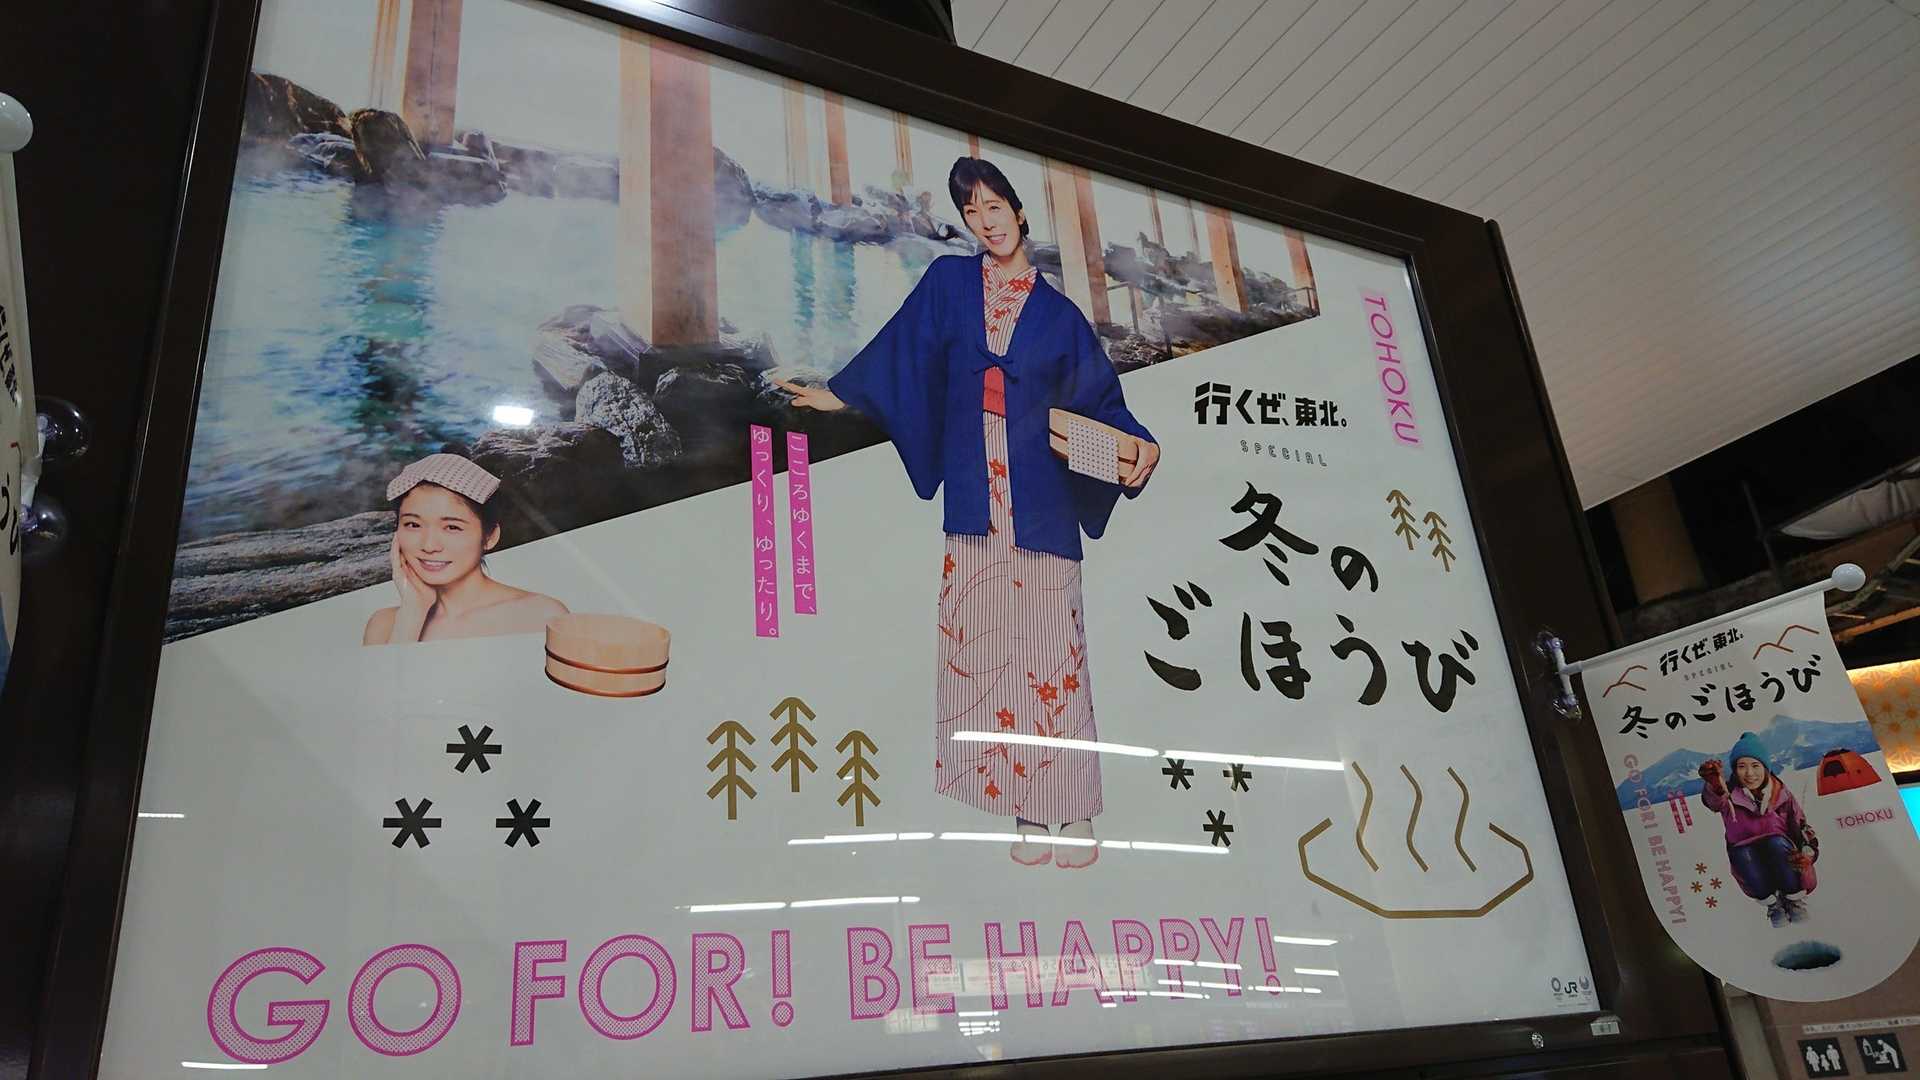 TOHOKU
行くぜ、東北。
SPECIAL
冬の
ごほうび
こころゆくまで、
ゆっくり、ゆったり。
GO FOR! BE HAPPY!
JR
行くぜ、東北。
SPECIAL
冬のごほうび
GO FOR! BE HAPPY!
TOHOKU